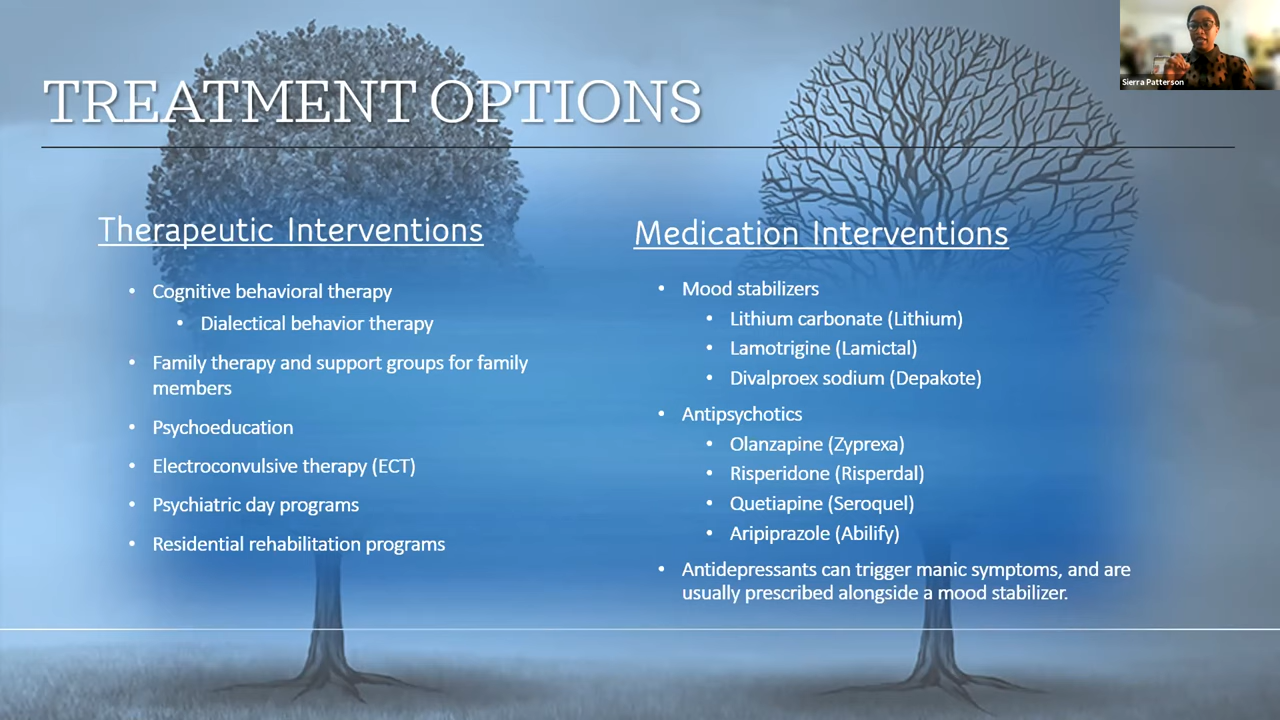 TREATMENT OPTIONS
Sierra Patterson
Therapeutic Interventions
• Cognitive behavioral therapy
• Dialectical behavior therapy
• Family therapy and support groups for family
members
• Psychoeducation
• Electroconvulsive therapy (ECT)
• Psychiatric day programs
• Residential rehabilitation programs
Medication Interventions
• Mood stabilizers
• Lithium carbonate (Lithium)
• Lamotrigine (Lamictal)
• Divalproex sodium (Depakote)
• Antipsychotics
• Olanzapine (Zyprexa)
• Risperidone (Risperdal)
• Quetiapine (Seroquel)
• Aripiprazole (Abilify)
• Antidepressants can trigger manic symptoms, and are
usually prescribed alongside a mood stabilizer.